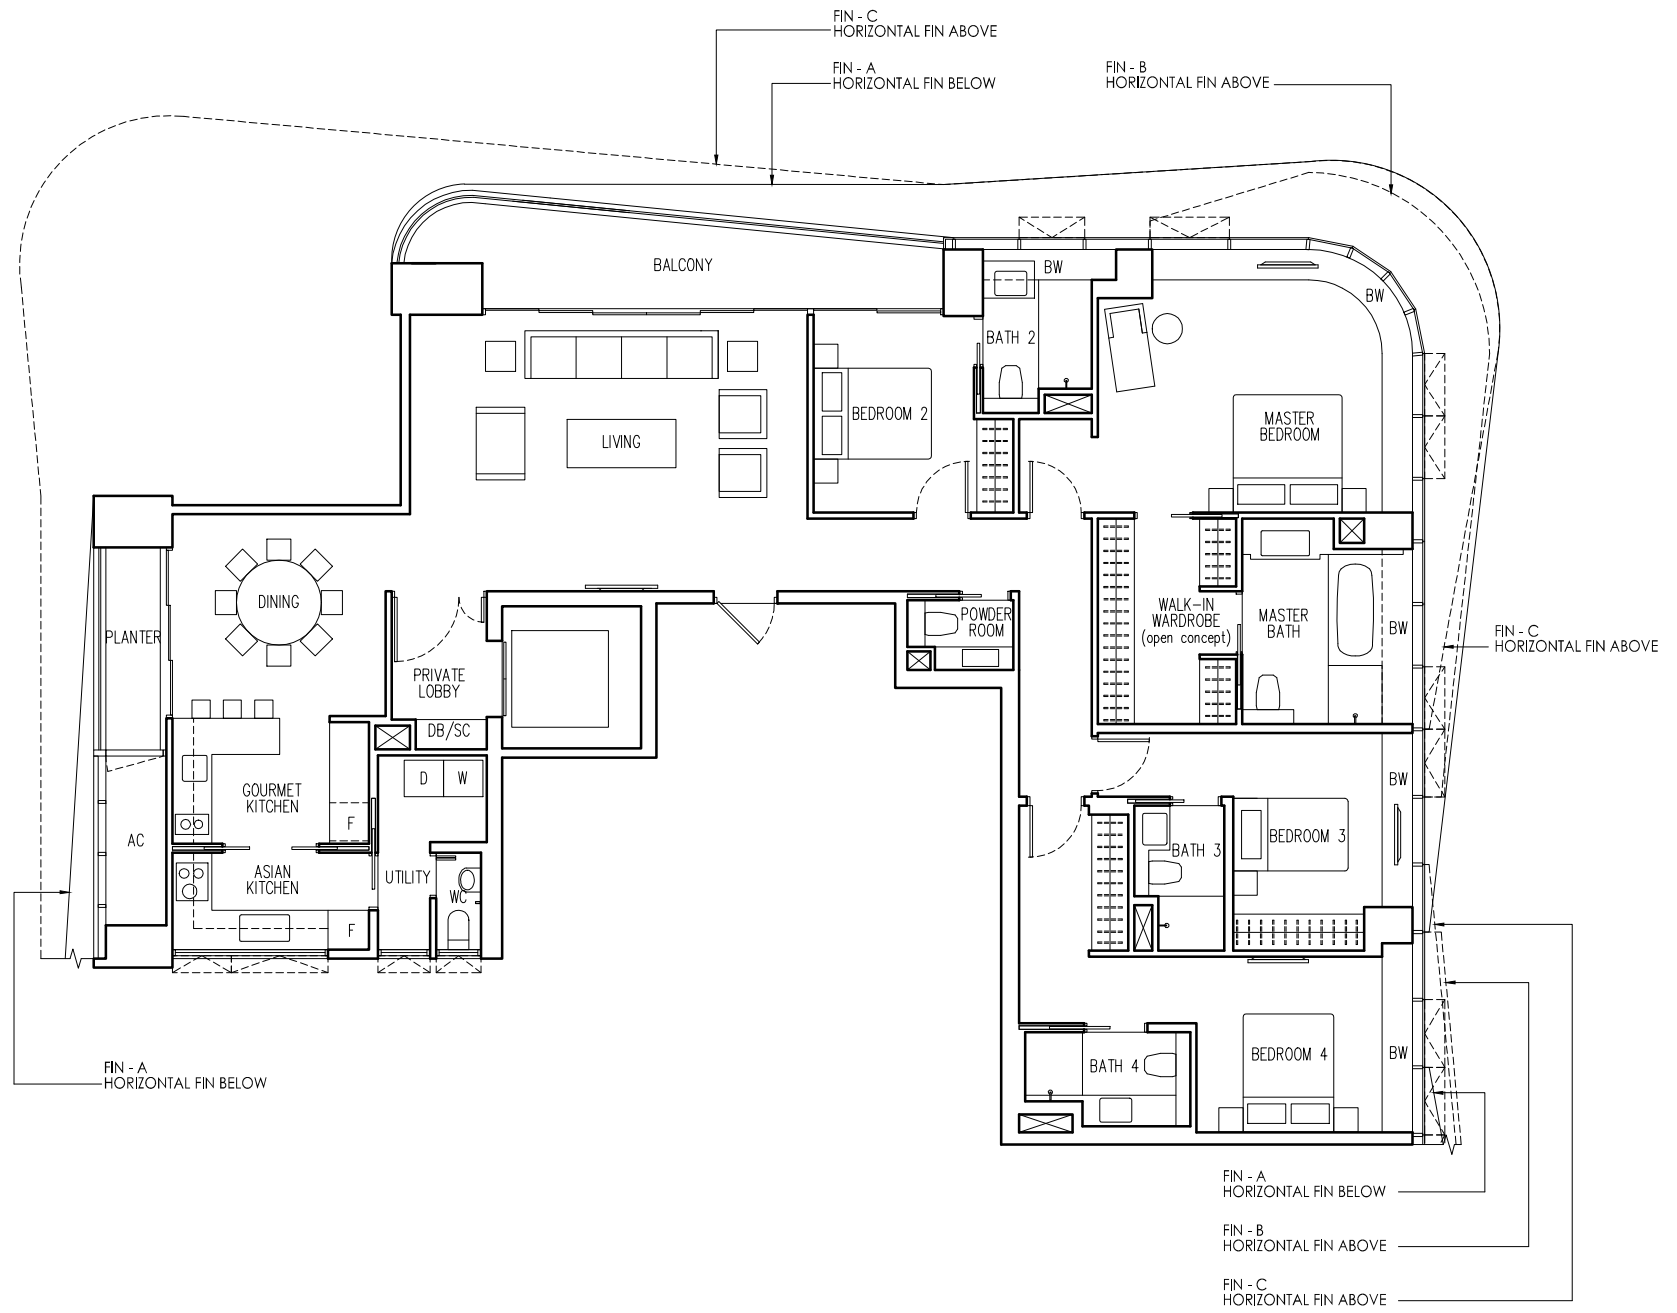 FIN - C
HORIZONTAL FIN ABOVE
FIN - A
HORIZONTAL FIN BELOW
FIN - B
HORIZONTAL FIN ABOVE
BALCONY
BW
BW
BATH 2
BEDROOM 2
MASTER
BEDROOM
LIVING
DINING
PLANTER
POWDER
ROOM
WALK-IN
WARDROBE
(open concept)
MASTER
BATH
BW
FIN - C
HORIZONTAL FIN ABOVE
PRIVATE
LOBBY
DB/SC
D
W
GOURMET
KITCHEN
F
BW
AC
BATH 3
BEDROOM 3
ASIAN
KITCHEN
UTILITY
WC
F
BATH 4
BEDROOM 4
BW
FIN - A
HORIZONTAL FIN BELOW
FIN - A
HORIZONTAL FIN BELOW
FIN - B
HORIZONTAL FIN ABOVE
FIN - C
HORIZONTAL FIN ABOVE